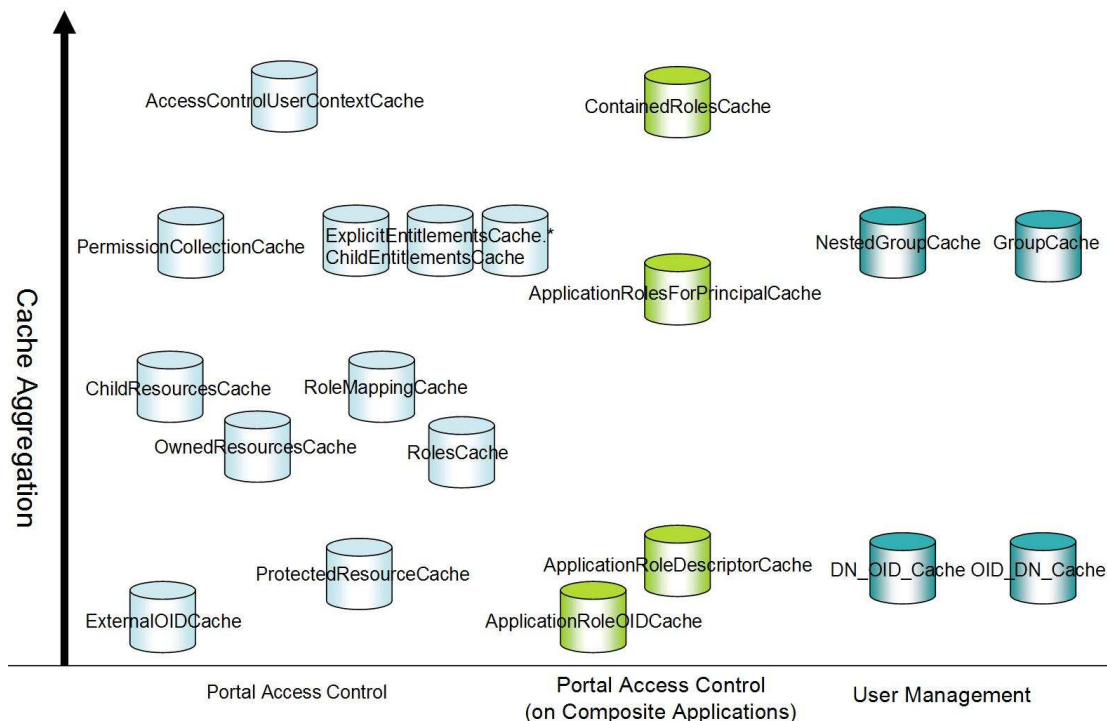 AccessControlUserContextCache
ContainedRolesCache
PermissionCollectionCache
ExplicitEntitlementsCache.*
ChildEntitlementsCache
NestedGroupCache
GroupCache
ApplicationRolesForPrincipalCache
Cache Aggregation
ChildResourcesCache
RoleMappingCache
OwnedResourcesCache
RolesCache
ProtectedResourceCache
ApplicationRoleDescriptorCache
DN_OID_Cache
OID_DN_Cache
ExternalOIDCache
ApplicationRoleOIDCache
Portal Access Control
Portal Access Control
(on Composite Applications)
User Management